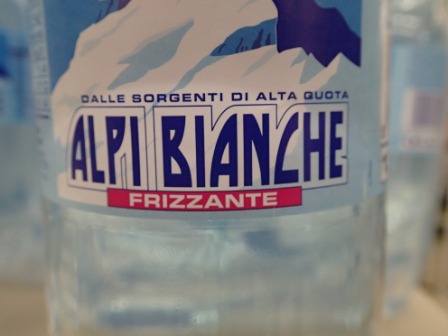 DALLE SORGENTI DI ALTA QUOTA
ALPI BIANCHE
FRIZZANTE